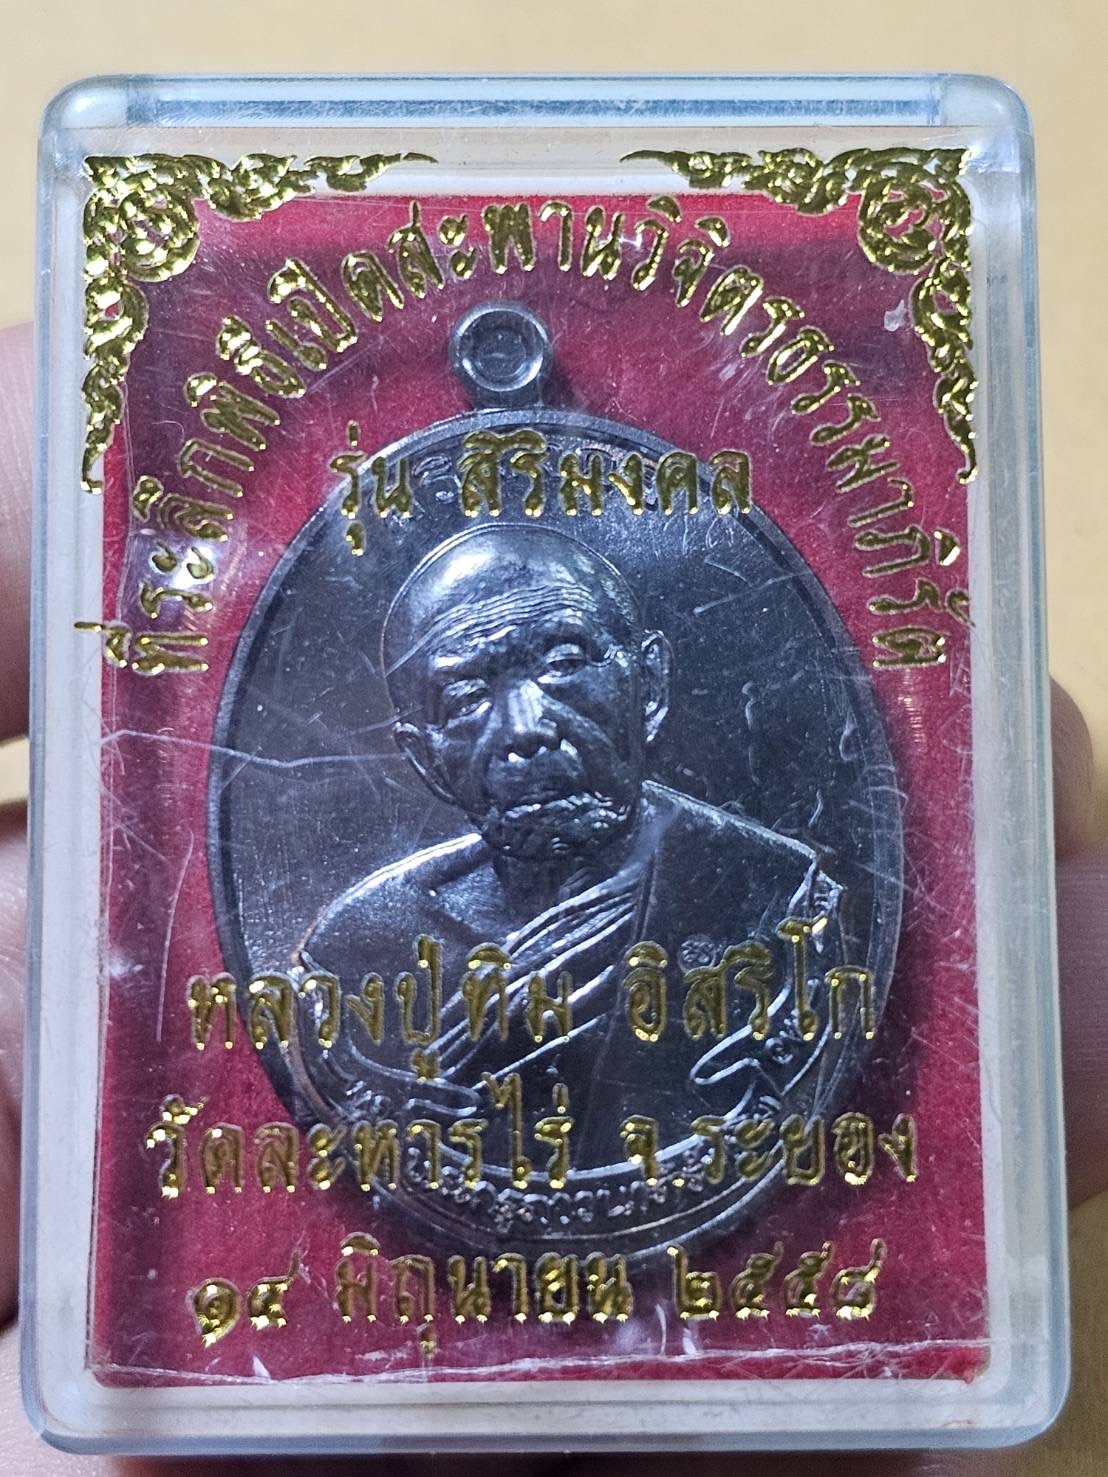 ที่ระลึกพิธีเปิดสะพานวิจิตรธรรมาภิรัต
รุ่น สิริมงคล
หลวงปู่ทิม อิสริโก
วัดละหารไร่ จ.ระยอง
๑๔ มิถุนายน ๒๕๕๘